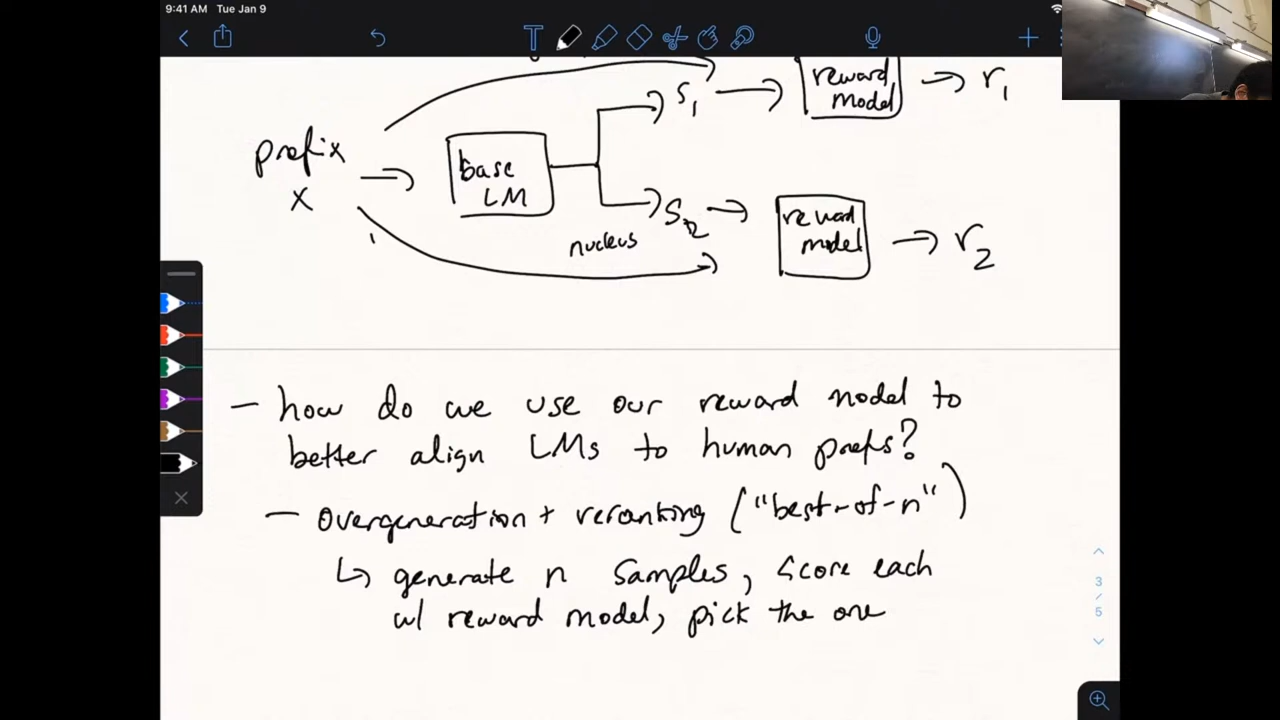 9:41 AM Tue Jan 9
T
reward
model
r1
s1
prefix
x
base
LM
s2
nucleus
reward
model
r2
- how do we use our reward model to
better align LMs to human prefs?
- overgeneration + reranking ("best-of-n")
↳ generate n samples, score each
w/ reward model, pick the one
3
/
5